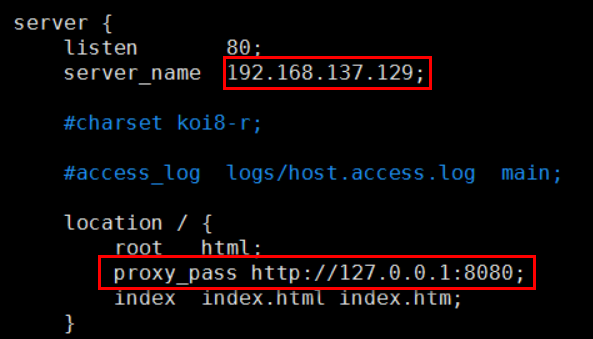 server {
    listen       80;
    server_name  192.168.137.129;
    #charset koi8-r;
    #access_log  logs/host.access.log  main;
    location / {
        root   html;
        proxy_pass http://127.0.0.1:8080;
        index  index.html index.htm;
    }